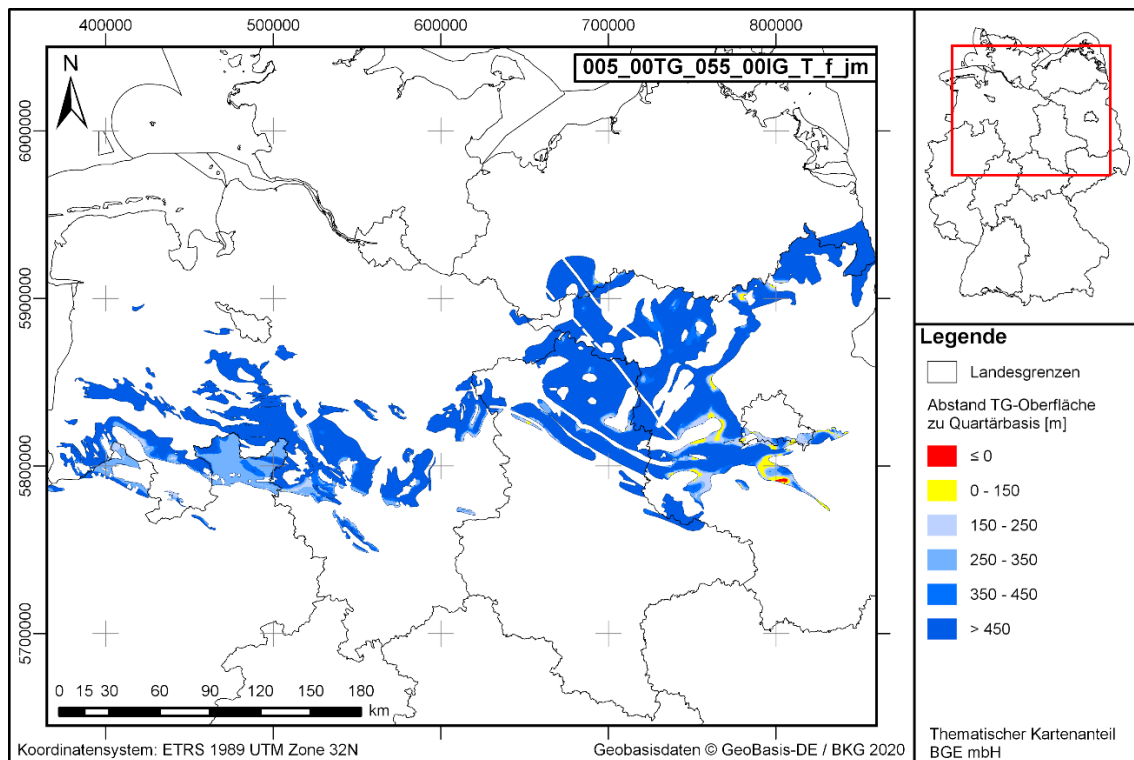 400000 500000 600000 700000 800000
N
005_00TG_055_00IG_T_f_jm
6000000
5900000
5800000
5700000
0 15 30 60 90 120 150 180
km
Koordinatensystem: ETRS 1989 UTM Zone 32N
Geobasisdaten © GeoBasis-DE / BKG 2020
Legende
Landesgrenzen
Abstand TG-Oberfläche
zu Quartärbasis [m]
≤ 0
0 - 150
150 - 250
250 - 350
350 - 450
> 450
Thematischer Kartenanteil
BGE mbH